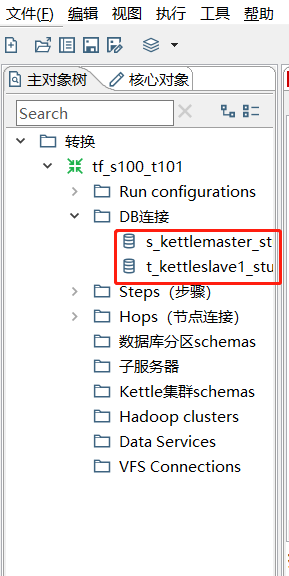 文件(F) 编辑 视图 执行 工具 帮助
主对象树 核心对象
Search
转换
tf_s100_t101
Run configurations
DB连接
s_kettlemaster_st
t_kettleslave1_stu
Steps（步骤）
Hops（节点连接）
数据库分区schemas
子服务器
Kettle集群schemas
Hadoop clusters
Data Services
VFS Connections